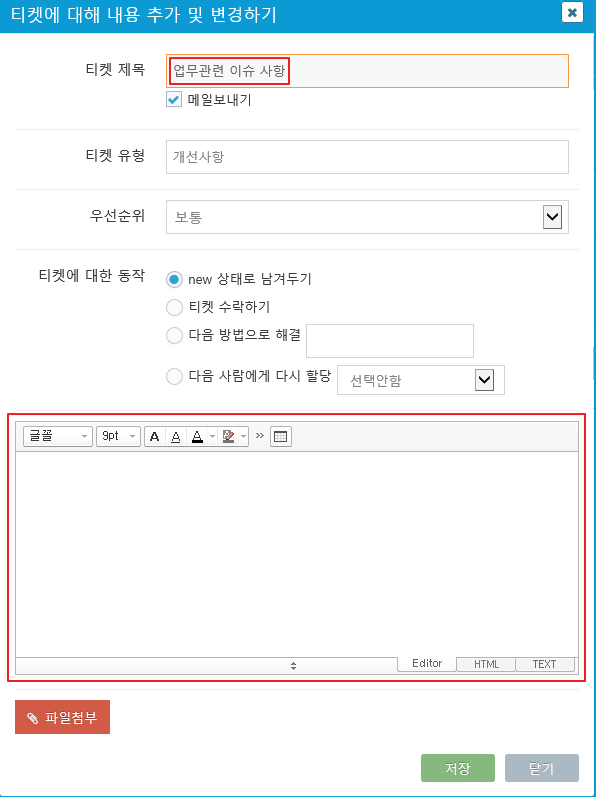 티켓에 대해 내용 추가 및 변경하기
티켓 제목 업무관련 이슈 사항
메일보내기
티켓 유형 개선사항
우선순위 보통
티켓에 대한 동작 new 상태로 남겨두기
티켓 수락하기
다음 방법으로 해결
다음 사람에게 다시 할당 선택안함
글꼴 9pt A A A A »
Editor HTML TEXT
파일첨부
저장 닫기